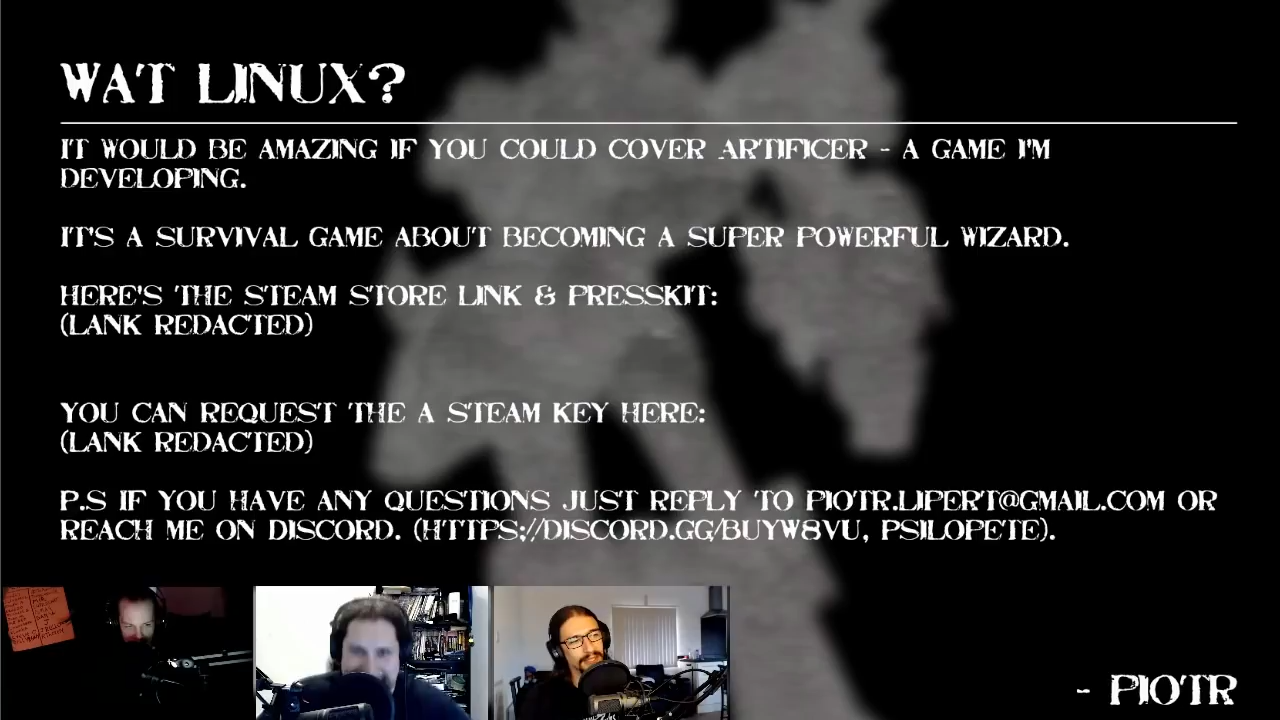 WAT LINUX?
IT WOULD BE AMAZING IF YOU COULD COVER ARTIFICER - A GAME I'M
DEVELOPING.
IT'S A SURVIVAL GAME ABOUT BECOMING A SUPER POWERFUL WIZARD.
HERE'S THE STEAM STORE LINK & PRESSKIT:
(LANK REDACTED)
YOU CAN REQUEST THE A STEAM KEY HERE:
(LANK REDACTED)
P.S IF YOU HAVE ANY QUESTIONS JUST REPLY TO PIOTR.LIPERT@GMAIL.COM OR
REACH ME ON DISCORD. (HTTPS://DISCORD.GG/BUYW8VU, PSILOPETE).
- PIOTR